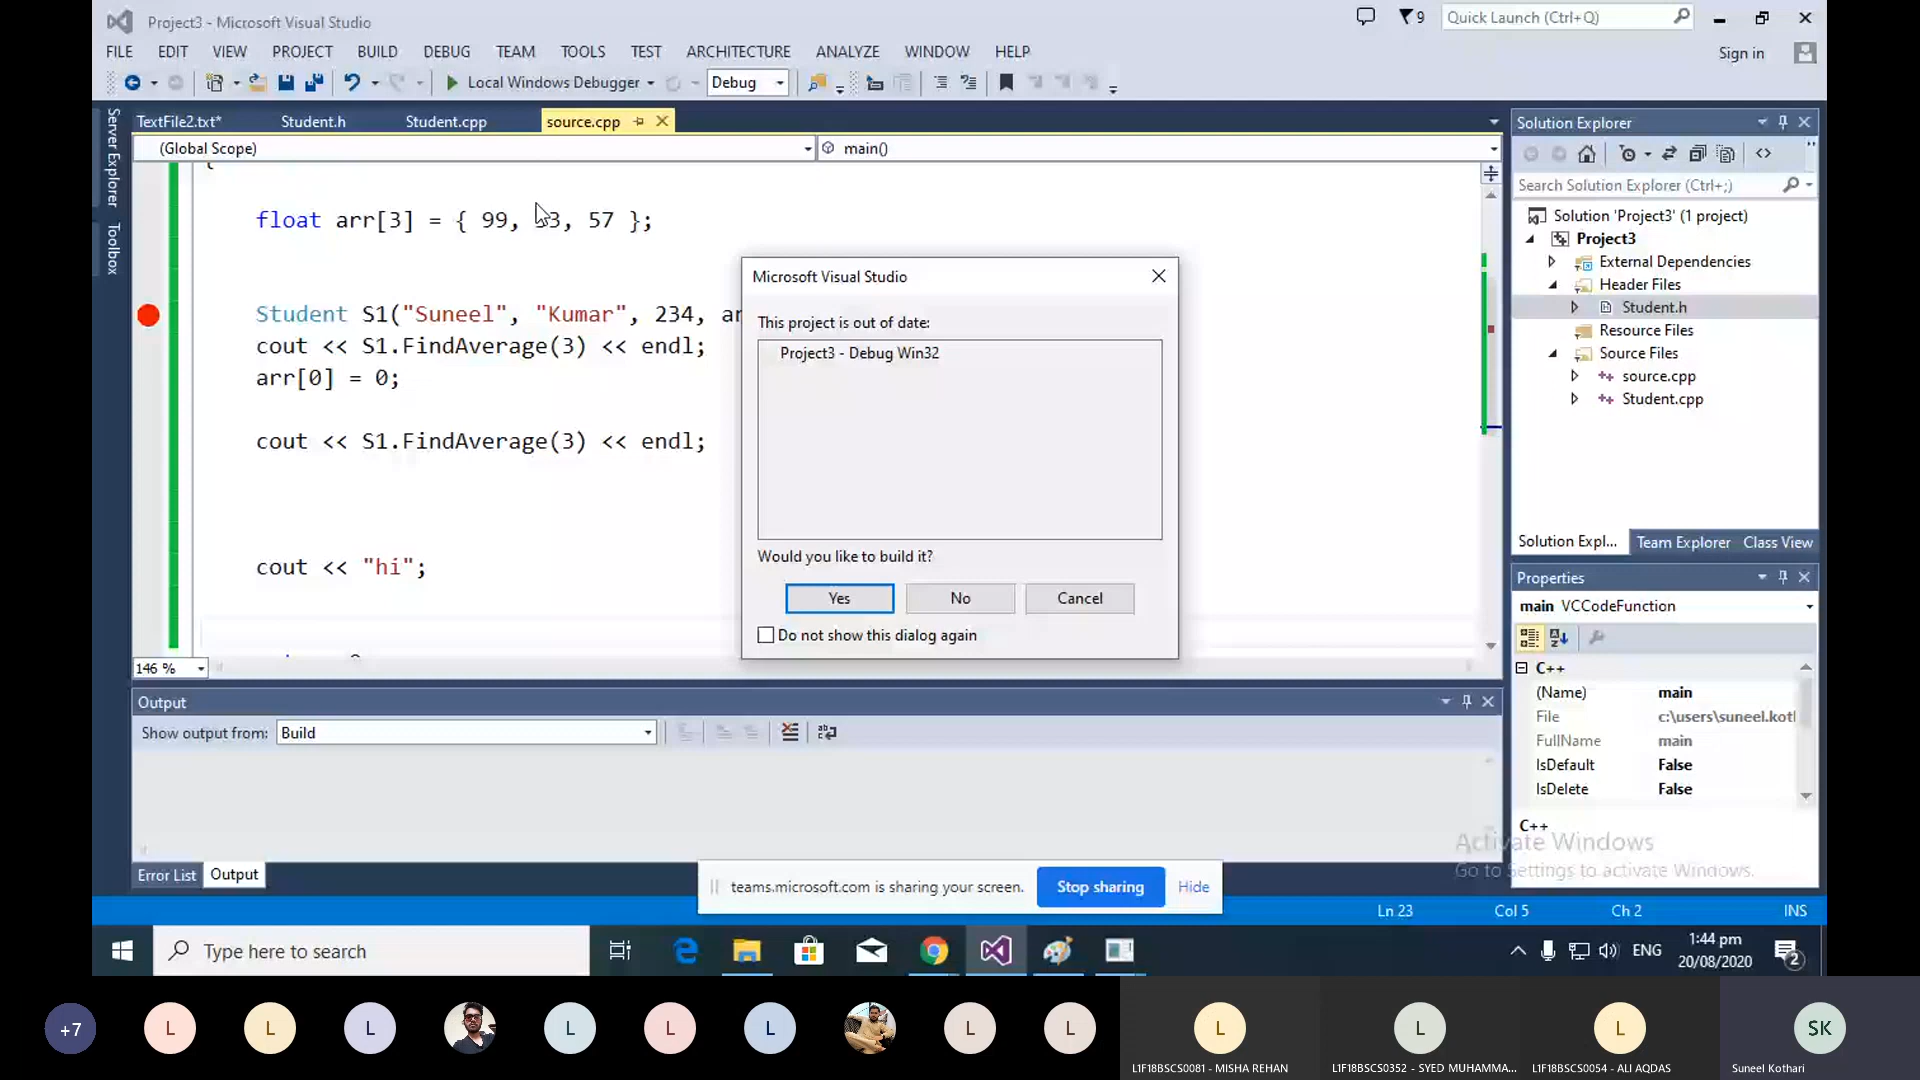 Project3 - Microsoft Visual Studio
9
Quick Launch (Ctrl+Q)
FILE EDIT VIEW PROJECT BUILD DEBUG TEAM TOOLS TEST ARCHITECTURE ANALYZE WINDOW HELP
Sign in
Local Windows Debugger
Debug
Server Explorer
Toolbox
TextFile2.txt* Student.h Student.cpp source.cpp
(Global Scope)
main()
{
float arr[3] = { 99, 3, 57 };
Student S1("Suneel", "Kumar", 234, ar
cout << S1.FindAverage(3) << endl;
arr[0] = 0;
cout << S1.FindAverage(3) << endl;
cout << "hi";
146 %
Microsoft Visual Studio
This project is out of date:
Project3 - Debug Win32
Would you like to build it?
Yes
No
Cancel
Do not show this dialog again
Solution Explorer
Search Solution Explorer (Ctrl+;)
Solution 'Project3' (1 project)
Project3
External Dependencies
Header Files
Student.h
Resource Files
Source Files
source.cpp
Student.cpp
Solution Expl... Team Explorer Class View
Properties
main VCCodeFunction
C++
(Name) main
File c:\users\suneel.kotl
FullName main
IsDefault False
IsDelete False
C++
Activate Windows
Go to Settings to activate Windows.
Output
Show output from: Build
Error List Output
teams.microsoft.com is sharing your screen.
Stop sharing
Hide
Ln 23 Col 5 Ch 2 INS
Type here to search
ENG
1:44 pm
20/08/2020
2
+7 L L L L L L L L L L L SK
L1F18BSCS0081 - MISHA REHAN
L1F18BSCS0352 - SYED MUHAMMA...
L1F18BSCS0054 - ALI AQDAS
Suneel Kothari